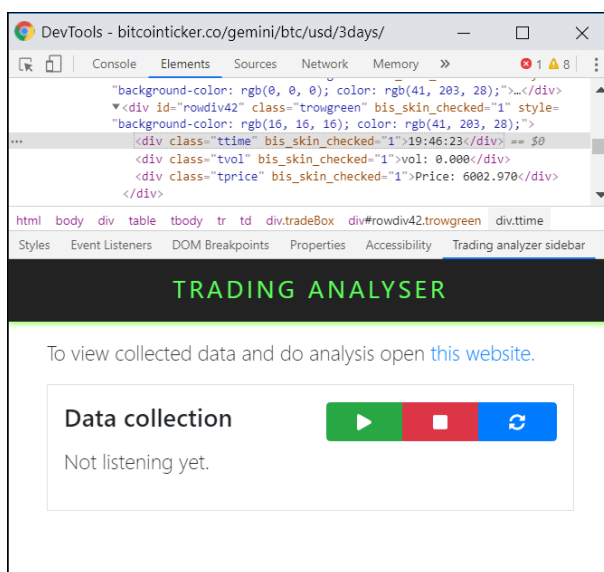 DevTools - bitcointicker.co/gemini/btc/usd/3days/
Console Elements Sources Network Memory » 1 8
"background-color: rgb(0, 0, 0); color: rgb(41, 203, 28);">…</div>
▼<div id="rowdiv42" class="trowgreen" bis_skin_checked="1" style=
"background-color: rgb(16, 16, 16); color: rgb(41, 203, 28);">
... <div class="ttime" bis_skin_checked="1">19:46:23</div> == $0
<div class="tvol" bis_skin_checked="1">vol: 0.000</div>
<div class="tprice" bis_skin_checked="1">Price: 6002.970</div>
</div>
html body div table tbody tr td div.tradeBox div#rowdiv42.trowgreen div.ttime
Styles Event Listeners DOM Breakpoints Properties Accessibility Trading analyzer sidebar
TRADING ANALYSER
To view collected data and do analysis open this website.
Data collection
Not listening yet.